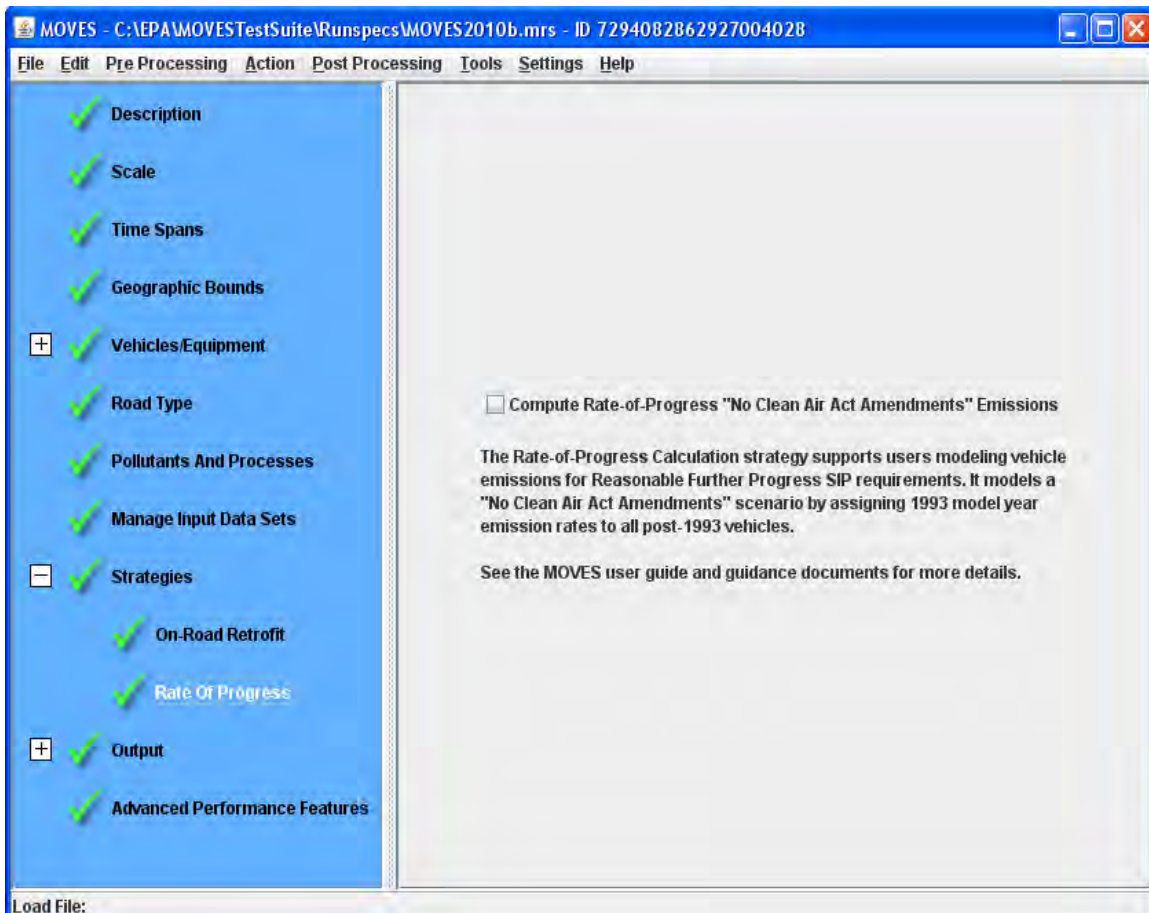 MOVES - C:\EPA\MOVESTestSuite\Runspecs\MOVES2010b.mrs - ID 7294082862927004028
File Edit Pre Processing Action Post Processing Tools Settings Help
Description
Scale
Time Spans
Geographic Bounds
Vehicles/Equipment
Road Type
Pollutants And Processes
Manage Input Data Sets
Strategies
On-Road Retrofit
Rate Of Progress
Output
Advanced Performance Features
Compute Rate-of-Progress "No Clean Air Act Amendments" Emissions
The Rate-of-Progress Calculation strategy supports users modeling vehicle
emissions for Reasonable Further Progress SIP requirements. It models a
"No Clean Air Act Amendments" scenario by assigning 1993 model year
emission rates to all post-1993 vehicles.
See the MOVES user guide and guidance documents for more details.
Load File: